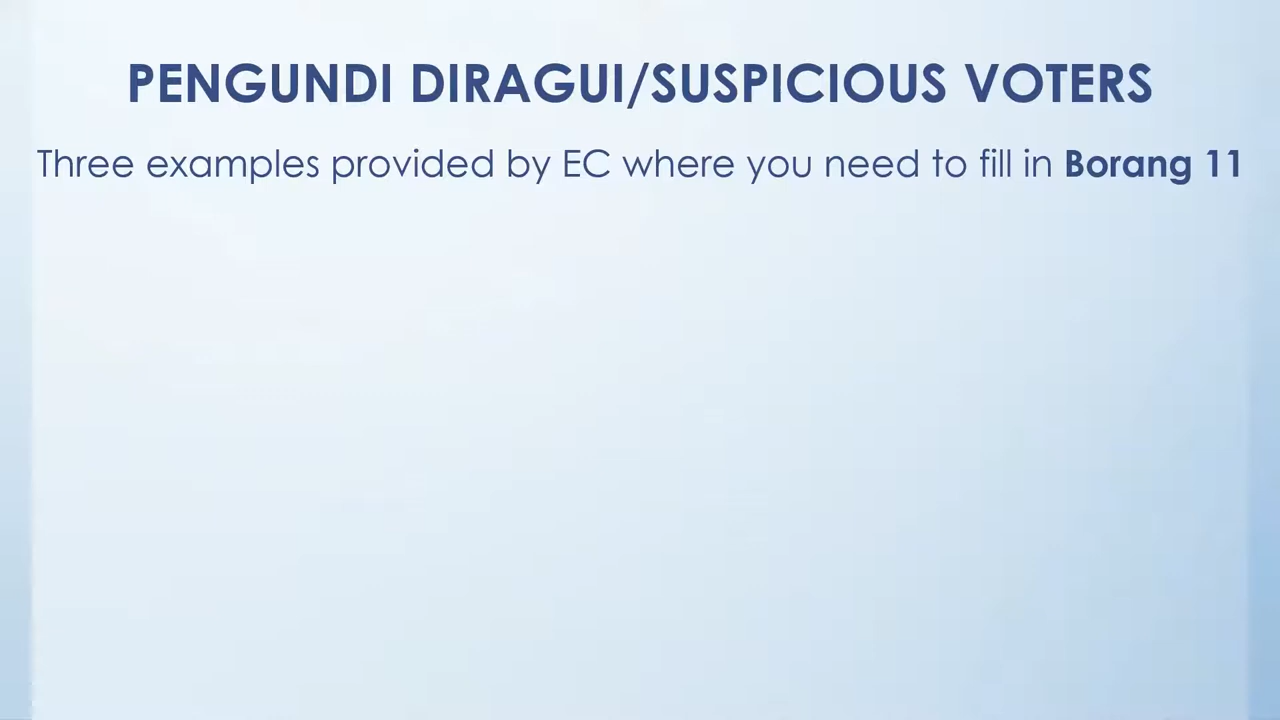 PENGUNDI DIRAGUI/SUSPICIOUS VOTERS
Three examples provided by EC where you need to fill in Borang 11